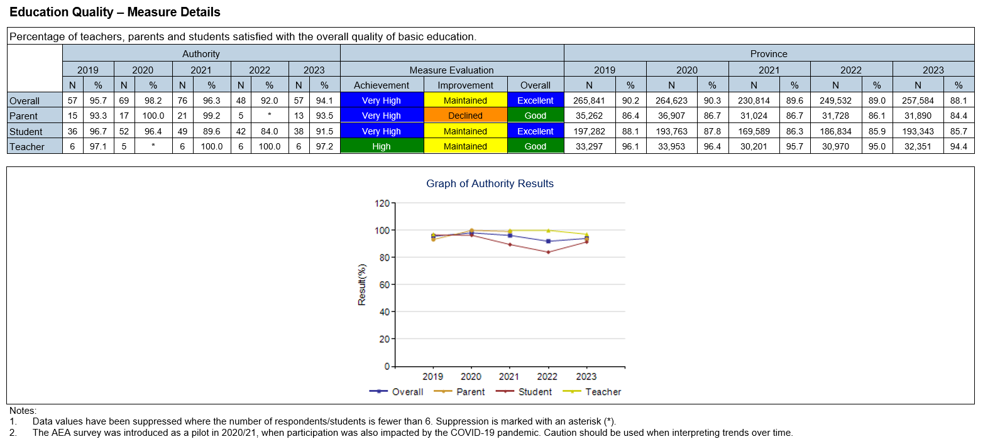 Education Quality – Measure Details
Percentage of teachers, parents and students satisfied with the overall quality of basic education.
Authority Province
2019 2020 2021 2022 2023 Measure Evaluation 2019 2020 2021 2022 2023
N % N % N % N % N % Achievement Improvement Overall N % N % N % N % N %
Overall 57 95.7 69 98.2 76 96.3 48 92.0 57 94.1 Very High Maintained Excellent 265,841 90.2 264,623 90.3 230,814 89.6 249,532 89.0 257,584 88.1
Parent 15 93.3 17 100.0 21 99.2 5 * 13 93.5 Very High Declined Good 35,262 86.4 36,907 86.7 31,024 86.7 31,728 86.1 31,890 84.4
Student 36 96.7 52 96.4 49 89.6 42 84.0 38 91.5 Very High Maintained Excellent 197,282 88.1 193,763 87.8 169,589 86.3 186,834 85.9 193,343 85.7
Teacher 6 97.1 5 * 6 100.0 6 100.0 6 97.2 High Maintained Good 33,297 96.1 33,953 96.4 30,201 95.7 30,970 95.0 32,351 94.4
Graph of Authority Results
120
100
80
60
40
20
0
Result(%)
2019 2020 2021 2022 2023
Overall Parent Student Teacher
Notes:
1. Data values have been suppressed where the number of respondents/students is fewer than 6. Suppression is marked with an asterisk (*).
2. The AEA survey was introduced as a pilot in 2020/21, when participation was also impacted by the COVID-19 pandemic. Caution should be used when interpreting trends over time.